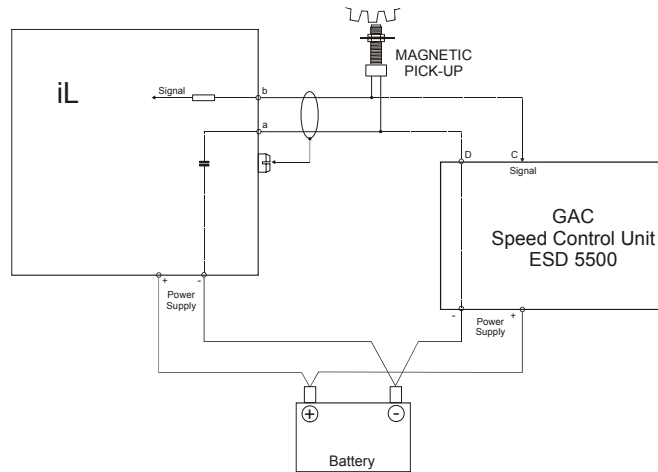 MAGNETIC
PICK-UP
iL
Signal
b
a
D
C
Signal
GAC
Speed Control Unit
ESD 5500
+
-
Power
Supply
-
+
Power
Supply
+
-
Battery